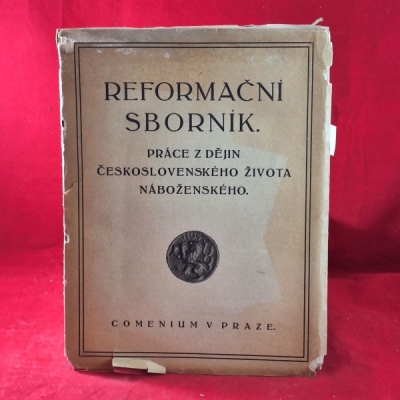 REFORMAČNÍ
SBORNÍK.
PRÁCE Z DĚJIN
ČESKOSLOVENSKÉHO ŽIVOTA
NÁBOŽENSKÉHO.
COMENIUM V PRAZE.